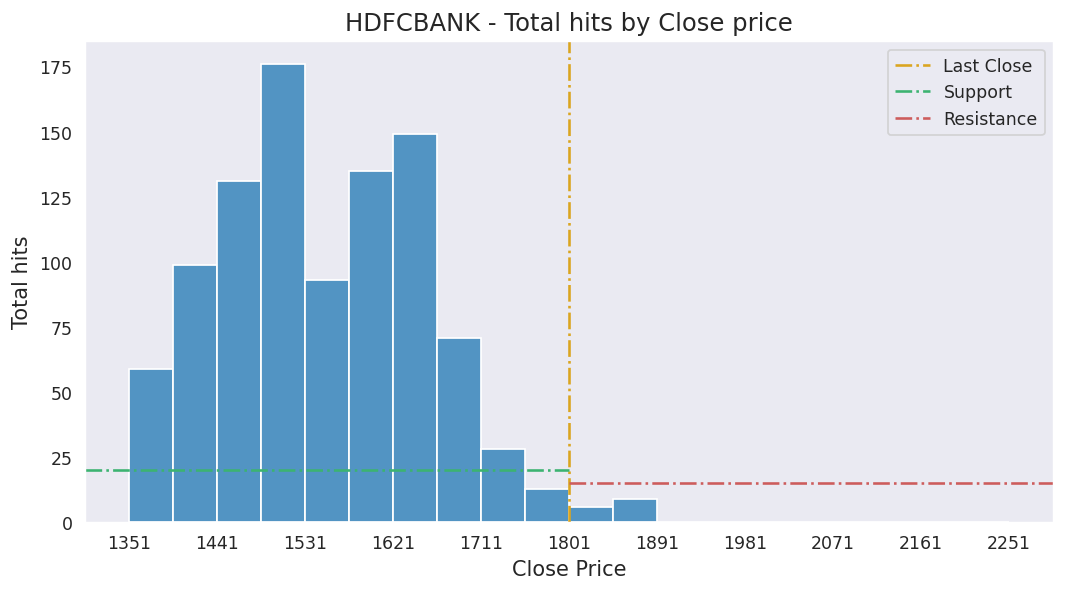 HDFCBANK - Total hits by Close price
Last Close
Support
Resistance
Total hits
175
150
125
100
75
50
25
0
1351 1441 1531 1621 1711 1801 1891 1981 2071 2161 2251
Close Price